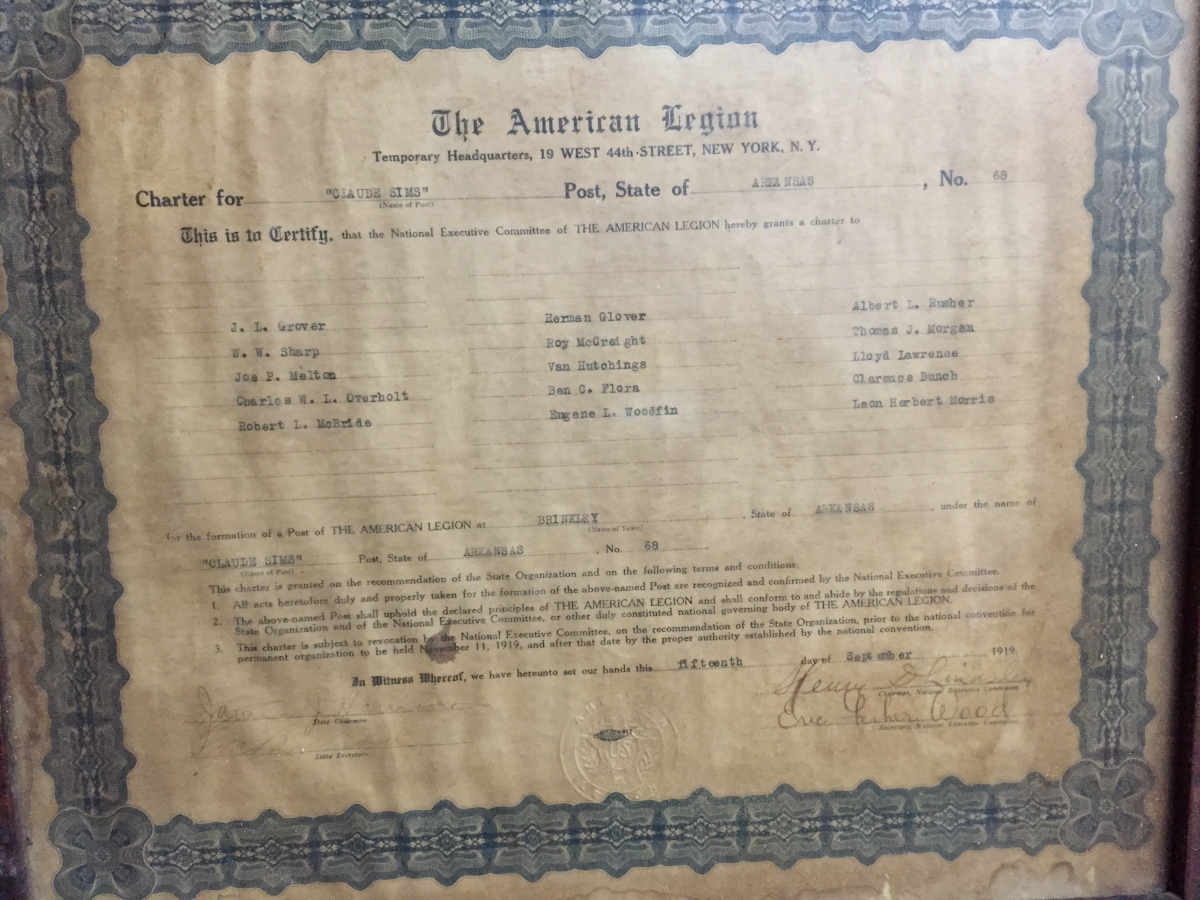 The American Legion
Temporary Headquarters, 19 WEST 44th-STREET, NEW YORK, N. Y.
Charter for "CLAUDE SIMS" Post, State of ARKANSAS, No. 68
(Name of Post)
This is to Certify, that the National Executive Committee of THE AMERICAN LEGION hereby grants a charter to
J. L. Grover Herman Glover Albert L. Rusher
W. W. Sharp Roy McCreight Thomas J. Morgan
Joe P. Melton Van Hutchings Lloyd Lawrence
Charles W. L. Overholt Ben C. Flora Clarence Bunch
Robert L. McBride Eugene L. Woodfin Leon Herbert Morris
for the formation of a Post of THE AMERICAN LEGION at BRINKLEY, State of ARKANSAS, under the name of
(Name of Town)
"CLAUDE SIMS" Post, State of ARKANSAS, No. 68
(Name of Post)
This charter is granted on the recommendation of the State Organization and on the following terms and conditions:
1. All acts heretofore duly and properly taken for the formation of the above-named Post are recognized and confirmed by the National Executive Committee.
2. The above-named Post shall uphold the declared principles of THE AMERICAN LEGION and shall conform to and abide by the regulations and decisions of the
State Organization and of the National Executive Committee, or other duly constituted national governing body of THE AMERICAN LEGION.
3. This charter is subject to revocation by the National Executive Committee, on the recommendation of the State Organization, prior to the national convention for
permanent organization to be held November 11, 1919, and after that date by the proper authority established by the national convention.
In Witness Whereof, we have hereunto set our hands this fifteenth day of September 1919.
Henry D Lindsley
Chairman, National Executive Committee
State Chairman
Eric Fisher Wood
Secretary, National Executive Committee
State Secretary
US